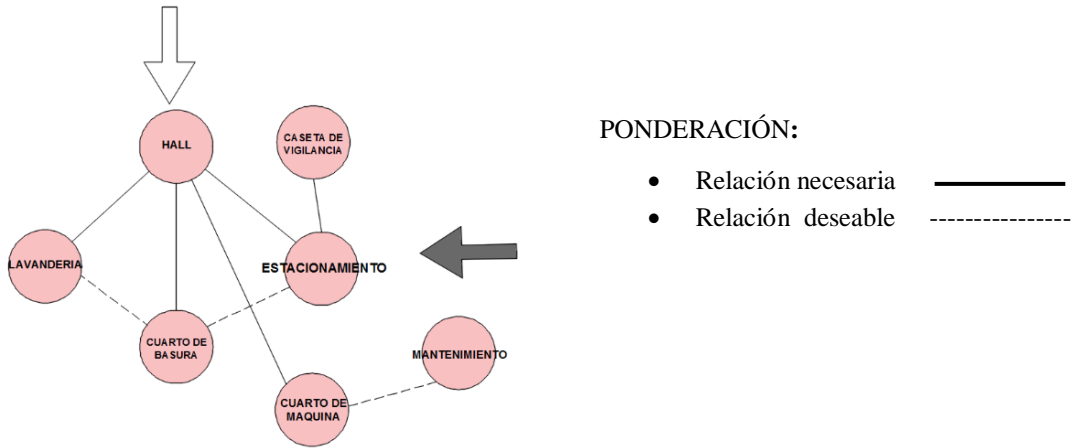 HALL
CASETA DE
VIGILANCIA
LAVANDERIA
ESTACIONAMIENTO
CUARTO DE
BASURA
MANTENIMIENTO
CUARTO DE
MAQUINA
PONDERACIÓN:
• Relación necesaria
• Relación deseable